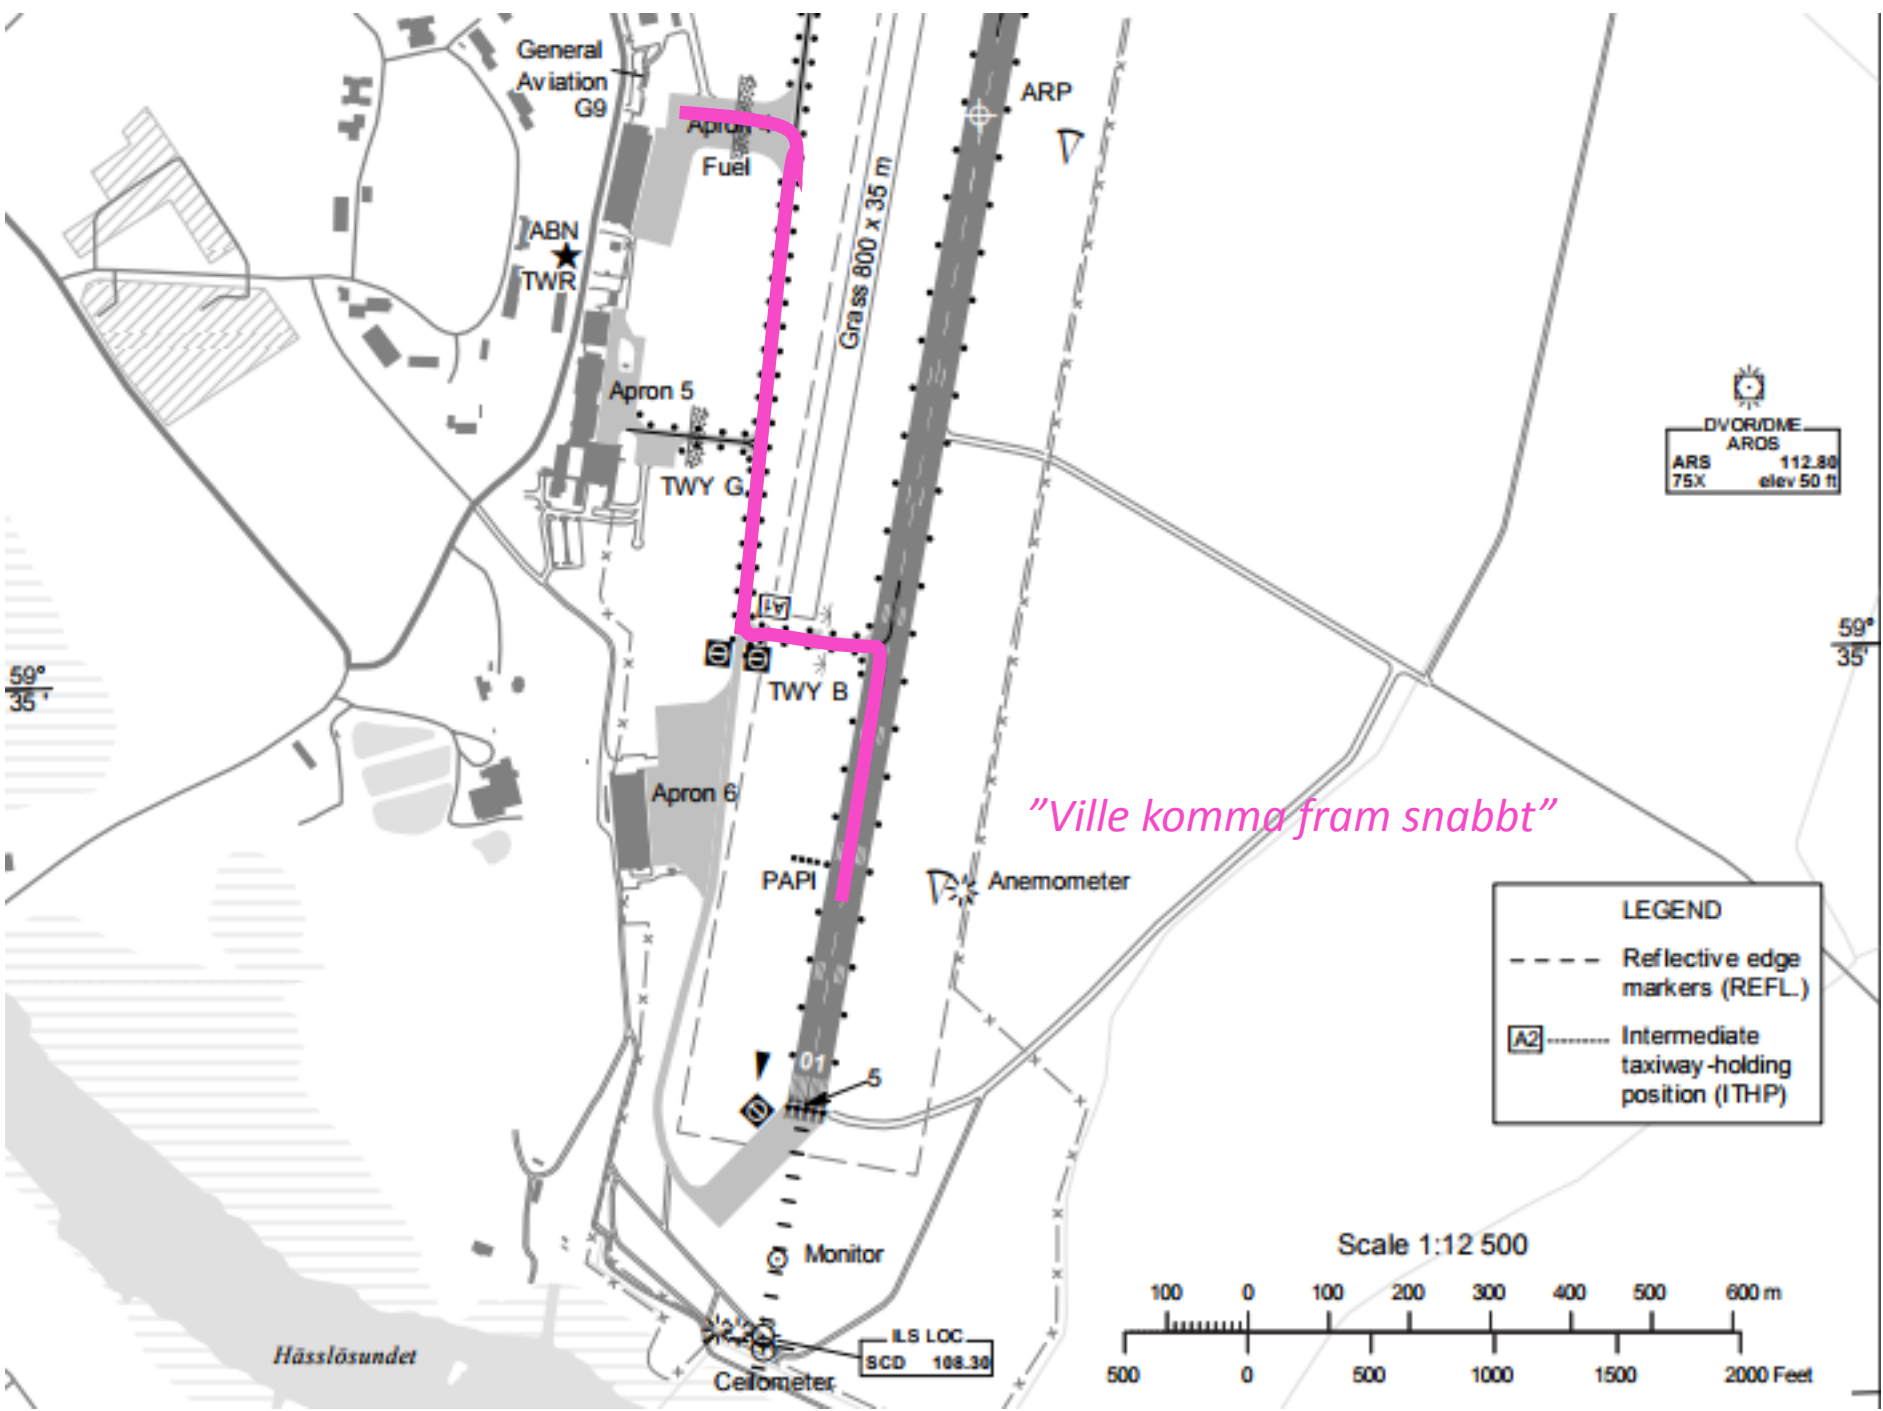 General
Aviation
G9
ARP
Apron 4
Fuel
Grass 800 x 35 m
ABN
TWR
Apron 5
DVOR/DME
AROS
ARS 112.80
75X elev 50 ft
TWY G
A1
59°
35'
59°
35'
TWY B
Apron 6
”Ville komma fram snabbt”
PAPI
Anemometer
LEGEND
Reflective edge
markers (REFL.)
A2 Intermediate
taxiway-holding
position (ITHP)
01
5
Monitor
Scale 1:12 500
100 0 100 200 300 400 500 600 m
500 0 500 1000 1500 2000 Feet
ILS LOC
SCD 108.30
Hässlösundet
Ceilometer